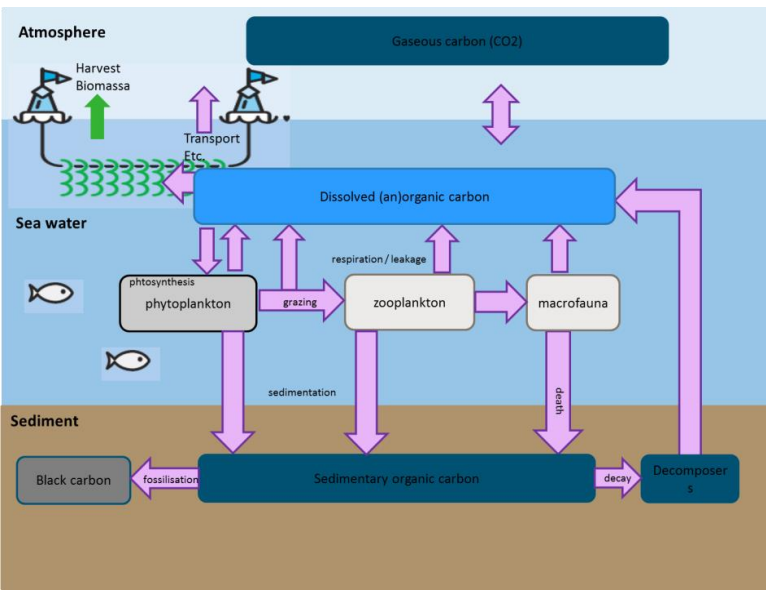 Atmosphere
Gaseous carbon (CO2)
Harvest
Biomassa
Transport
Etc.
Dissolved (an)organic carbon
Sea water
respiration / leakage
phtosynthesis
phytoplankton
grazing
zooplankton
macrofauna
sedimentation
death
Sediment
Black carbon
fossilisation
Sedimentary organic carbon
decay
Decomposer
s